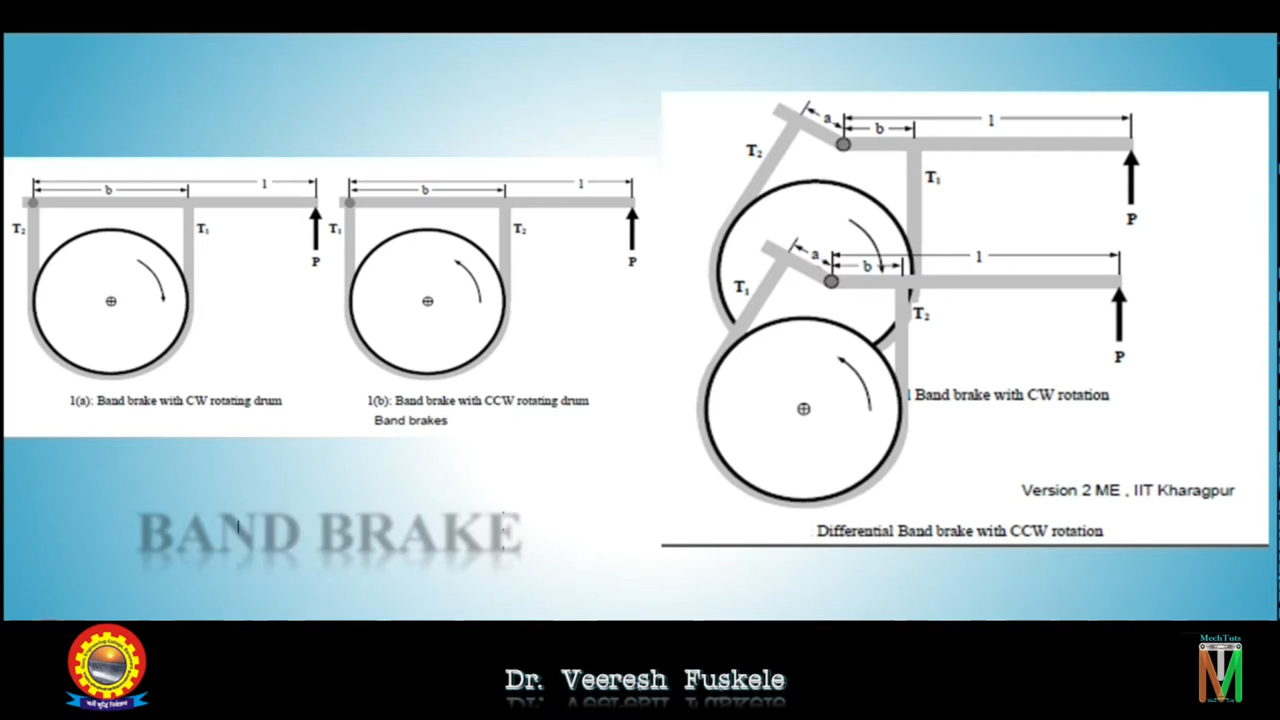 b
l
T₂
T₁
P
1(a): Band brake with CW rotating drum
b
l
T₁
T₂
P
1(b): Band brake with CCW rotating drum
Band brakes
a
b
l
T₂
T₁
P
a
b
l
T₁
T₂
P
Band brake with CW rotation
Version 2 ME , IIT Kharagpur
Differential Band brake with CCW rotation
BAND BRAKE
Dr. Veeresh Fuskele
MechTuts